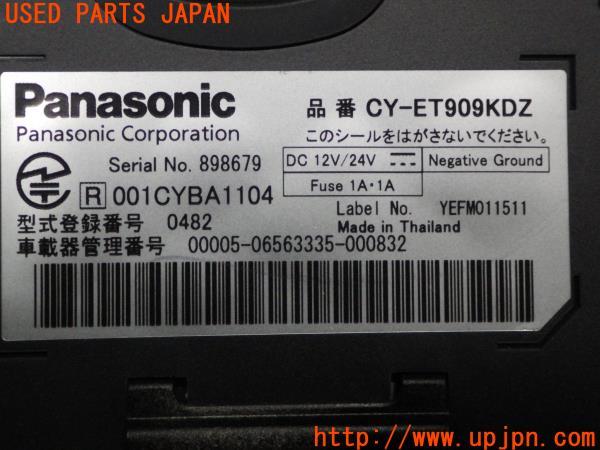 USED PARTS JAPAN
Panasonic
Panasonic Corporation
品番 CY-ET909KDZ
このシールをはがさないでください。
Serial No. 898679
DC 12V/24V
Negative Ground
Fuse 1A・1A
R 001CYBA1104
Label No. YEFM011511
型式登録番号 0482
Made in Thailand
車載器管理番号 00005-06563335-000832
http://www.upjpn.com